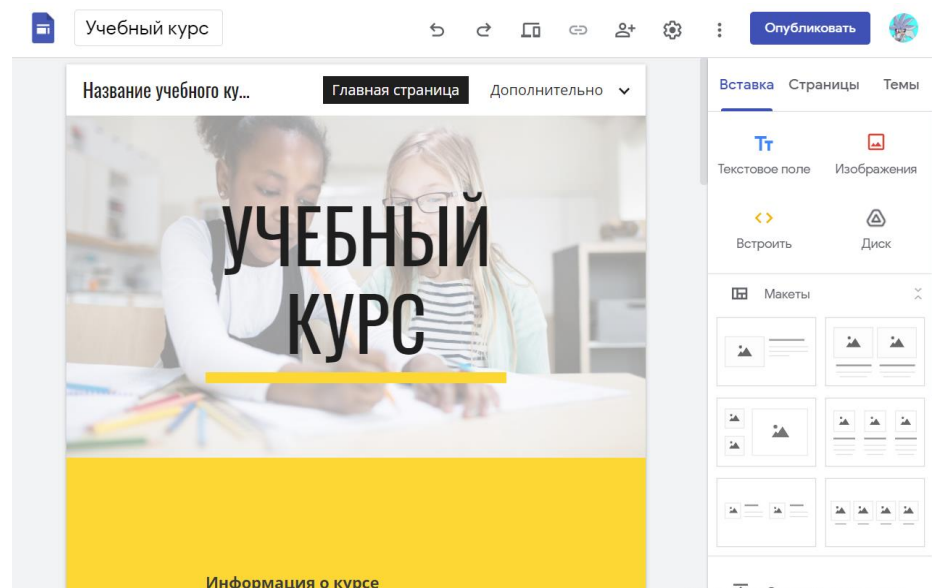 Учебный курс
Опубликовать
Название учебного ку...
Главная страница
Дополнительно
УЧЕБНЫЙ
КУРС
Информация о курсе
Вставка Страницы Темы
Тт
Текстовое поле Изображения
Встроить Диск
Макеты